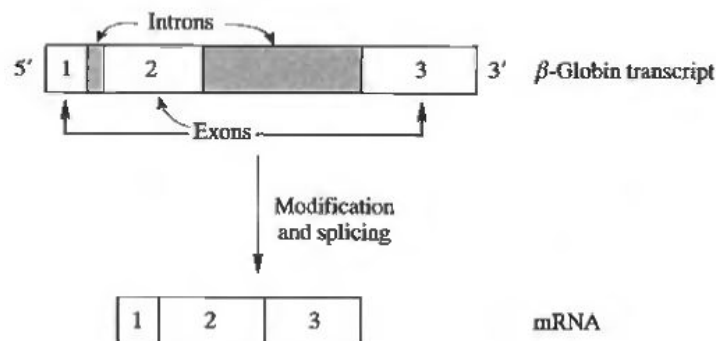 Introns
5′ 1 2 3 3′ β-Globin transcript
Exons
Modification
and splicing
1 2 3 mRNA